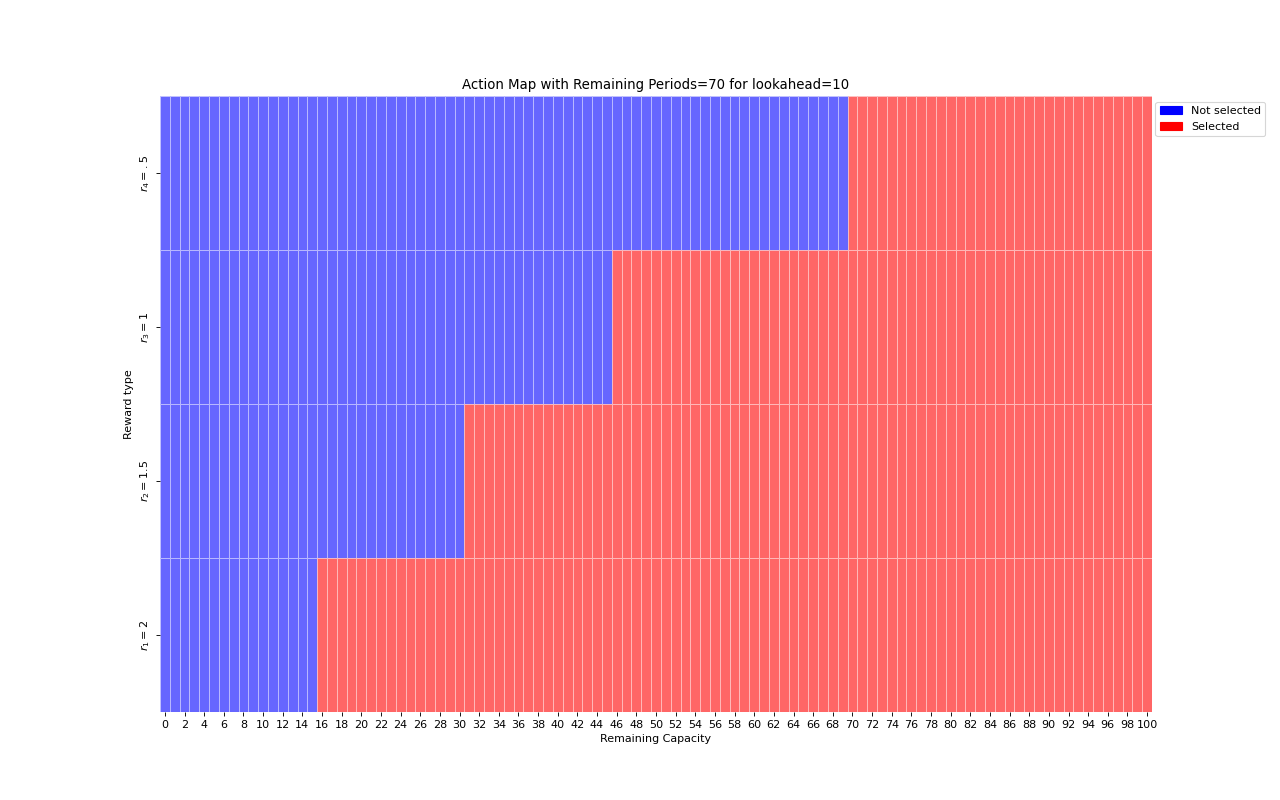 Action Map with Remaining Periods=70 for lookahead=10
Not selected
Selected
r₄ = .5
r₃ = 1
r₂ = 1.5
r₁ = 2
Reward type
0 2 4 6 8 10 12 14 16 18 20 22 24 26 28 30 32 34 36 38 40 42 44 46 48 50 52 54 56 58 60 62 64 66 68 70 72 74 76 78 80 82 84 86 88 90 92 94 96 98 100
Remaining Capacity